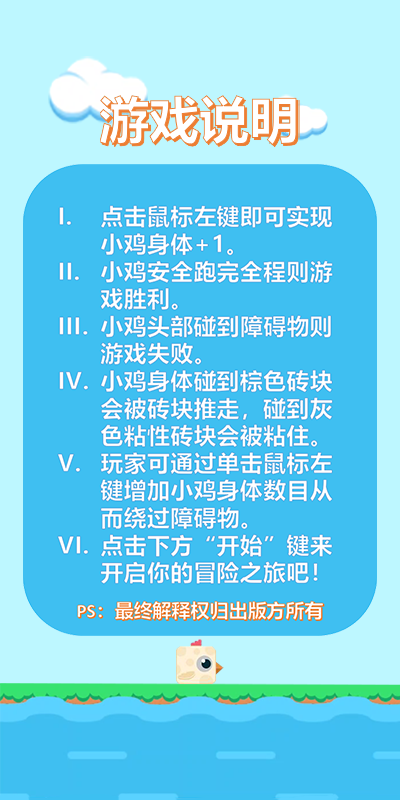 游戏说明
I. 点击鼠标左键即可实现
小鸡身体+1。
II. 小鸡安全跑完全程则游
戏胜利。
III. 小鸡头部碰到障碍物则
游戏失败。
IV. 小鸡身体碰到棕色砖块
会被砖块推走，碰到灰
色粘性砖块会被粘住。
V. 玩家可通过单击鼠标左
键增加小鸡身体数目从
而绕过障碍物。
VI. 点击下方“开始”键来
开启你的冒险之旅吧！
PS：最终解释权归出版方所有